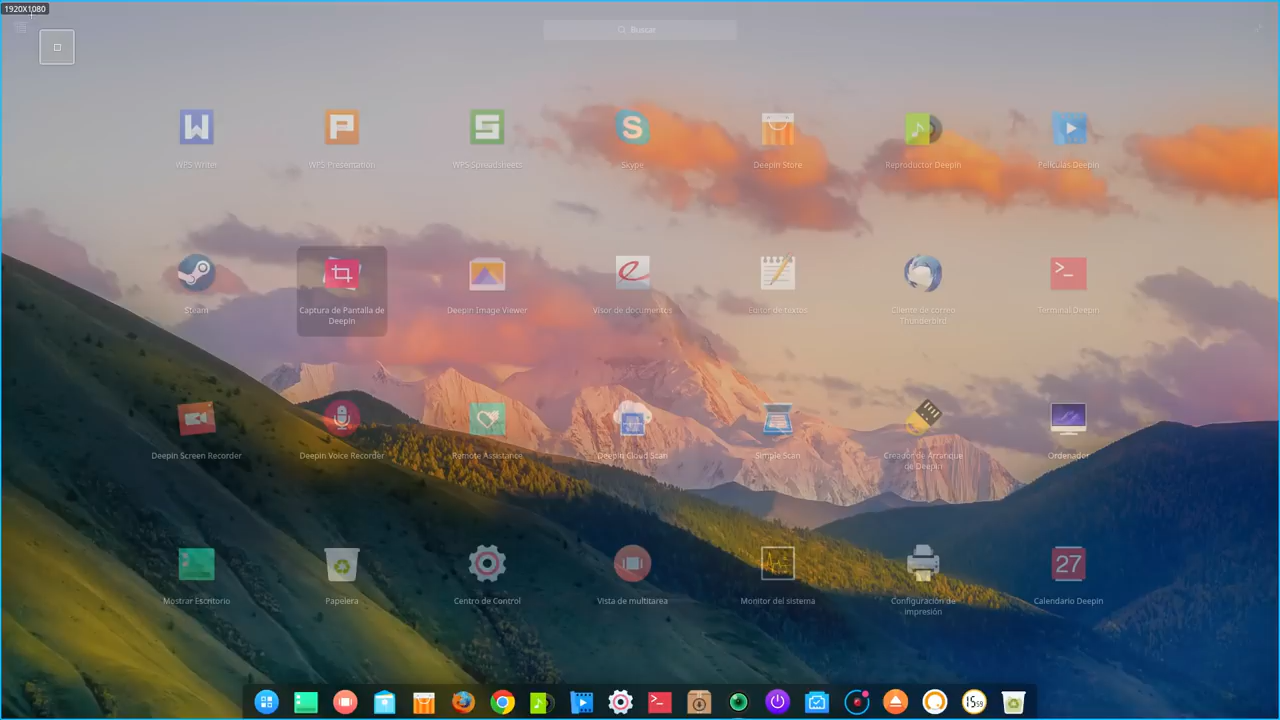 1920X1080
Buscar
WPS Writer
WPS Presentation
WPS Spreadsheets
Skype
Deepin Store
Reproductor Deepin
Películas Deepin
Steam
Captura de Pantalla de
Deepin
Deepin Image Viewer
Visor de documentos
Editor de textos
Cliente de correo
Thunderbird
Terminal Deepin
Deepin Screen Recorder
Deepin Voice Recorder
Remote Assistance
Deepin Cloud Scan
Simple Scan
Creador de Arranque
de Deepin
Ordenador
27
Mostrar Escritorio
Papelera
Centro de Control
Vista de multitarea
Monitor del sistema
Configuración de
impresión
Calendario Deepin
15 59